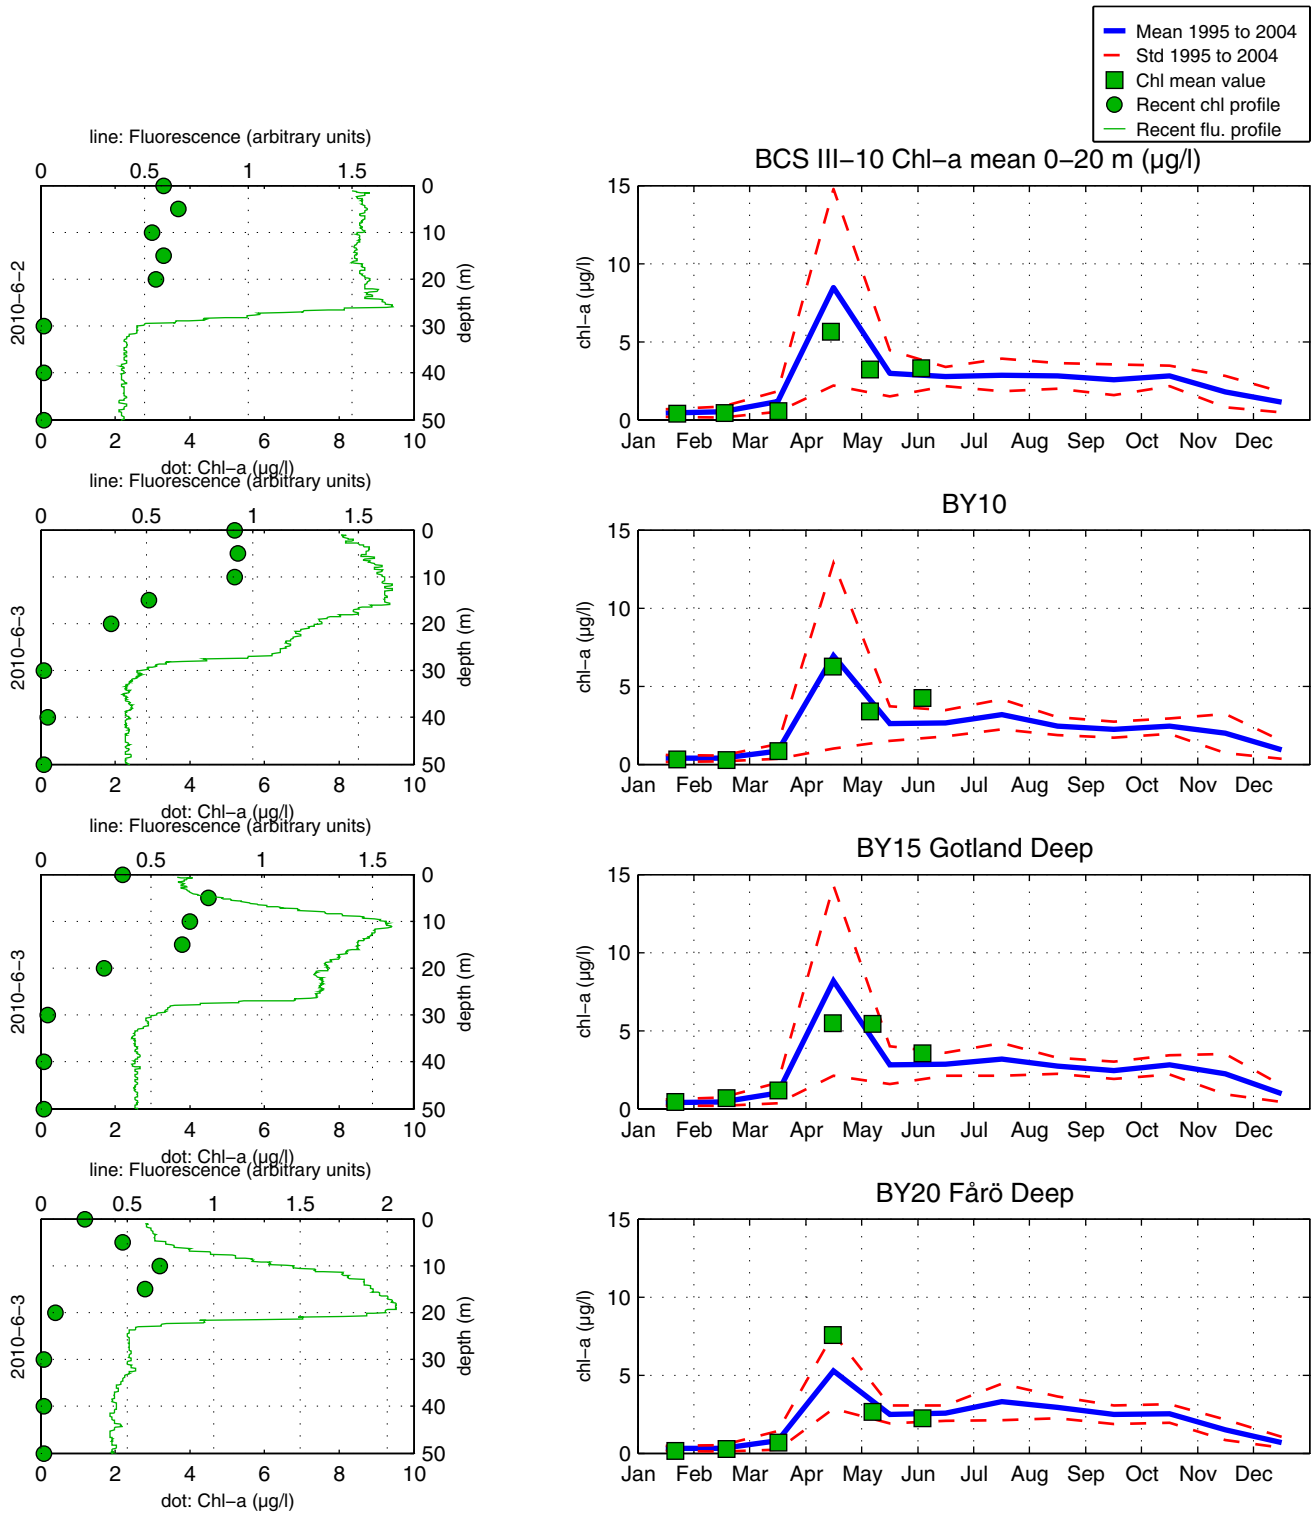 Mean 1995 to 2004
Std 1995 to 2004
Chl mean value
Recent chl profile
Recent flu. profile
line: Fluorescence (arbitrary units)
BCS III−10 Chl−a mean 0−20 m (µg/l)
0 0.5 1 1.5
0
10
20
30
40
50
depth (m)
2010−6−2
0 2 4 6 8 10
dot: Chl−a (µg/l)
15
10
5
0
chl−a (µg/l)
Jan Feb Mar Apr May Jun Jul Aug Sep Oct Nov Dec
line: Fluorescence (arbitrary units)
BY10
0 0.5 1 1.5
0
10
20
30
40
50
depth (m)
2010−6−3
0 2 4 6 8 10
dot: Chl−a (µg/l)
15
10
5
0
chl−a (µg/l)
Jan Feb Mar Apr May Jun Jul Aug Sep Oct Nov Dec
line: Fluorescence (arbitrary units)
BY15 Gotland Deep
0 0.5 1 1.5
0
10
20
30
40
50
depth (m)
2010−6−3
0 2 4 6 8 10
dot: Chl−a (µg/l)
15
10
5
0
chl−a (µg/l)
Jan Feb Mar Apr May Jun Jul Aug Sep Oct Nov Dec
line: Fluorescence (arbitrary units)
BY20 Fårö Deep
0 0.5 1 1.5 2
0
10
20
30
40
50
depth (m)
2010−6−3
0 2 4 6 8 10
dot: Chl−a (µg/l)
15
10
5
0
chl−a (µg/l)
Jan Feb Mar Apr May Jun Jul Aug Sep Oct Nov Dec